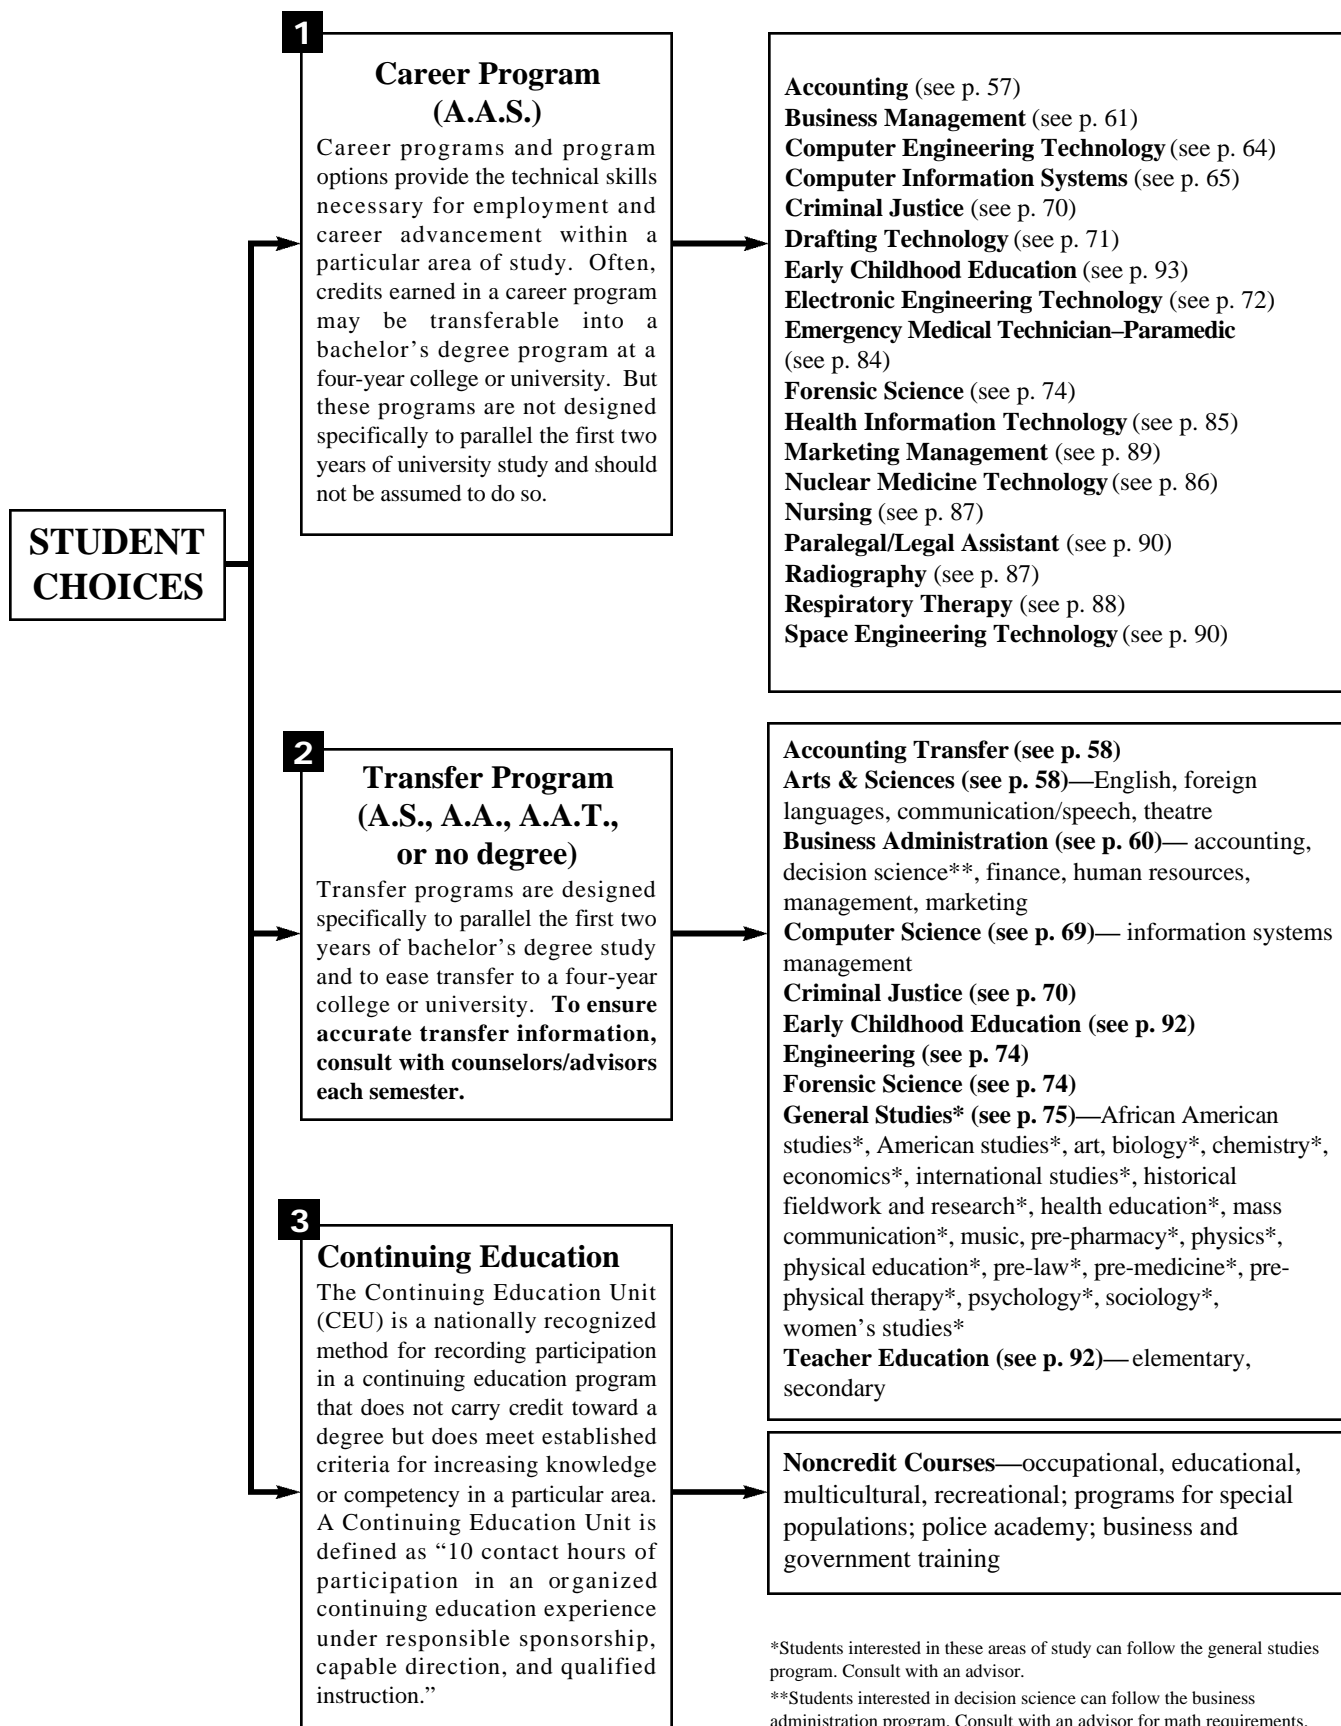 STUDENT
CHOICES
1
Career Program
(A.A.S.)
Career programs and program
options provide the technical skills
necessary for employment and
career advancement within a
particular area of study. Often,
credits earned in a career program
may be transferable into a
bachelor’s degree program at a
four-year college or university. But
these programs are not designed
specifically to parallel the first two
years of university study and should
not be assumed to do so.
Accounting (see p. 57)
Business Management (see p. 61)
Computer Engineering Technology (see p. 64)
Computer Information Systems (see p. 65)
Criminal Justice (see p. 70)
Drafting Technology (see p. 71)
Early Childhood Education (see p. 93)
Electronic Engineering Technology (see p. 72)
Emergency Medical Technician–Paramedic
(see p. 84)
Forensic Science (see p. 74)
Health Information Technology (see p. 85)
Marketing Management (see p. 89)
Nuclear Medicine Technology (see p. 86)
Nursing (see p. 87)
Paralegal/Legal Assistant (see p. 90)
Radiography (see p. 87)
Respiratory Therapy (see p. 88)
Space Engineering Technology (see p. 90)
2
Transfer Program
(A.S., A.A., A.A.T.,
or no degree)
Transfer programs are designed
specifically to parallel the first two
years of bachelor’s degree study
and to ease transfer to a four-year
college or university. To ensure
accurate transfer information,
consult with counselors/advisors
each semester.
Accounting Transfer (see p. 58)
Arts & Sciences (see p. 58)—English, foreign
languages, communication/speech, theatre
Business Administration (see p. 60)— accounting,
decision science**, finance, human resources,
management, marketing
Computer Science (see p. 69)— information systems
management
Criminal Justice (see p. 70)
Early Childhood Education (see p. 92)
Engineering (see p. 74)
Forensic Science (see p. 74)
General Studies* (see p. 75)—African American
studies*, American studies*, art, biology*, chemistry*,
economics*, international studies*, historical
fieldwork and research*, health education*, mass
communication*, music, pre-pharmacy*, physics*,
physical education*, pre-law*, pre-medicine*, pre-
physical therapy*, psychology*, sociology*,
women’s studies*
Teacher Education (see p. 92)—elementary,
secondary
3
Continuing Education
The Continuing Education Unit
(CEU) is a nationally recognized
method for recording participation
in a continuing education program
that does not carry credit toward a
degree but does meet established
criteria for increasing knowledge
or competency in a particular area.
A Continuing Education Unit is
defined as “10 contact hours of
participation in an organized
continuing education experience
under responsible sponsorship,
capable direction, and qualified
instruction.”
Noncredit Courses—occupational, educational,
multicultural, recreational; programs for special
populations; police academy; business and
government training
*Students interested in these areas of study can follow the general studies
program. Consult with an advisor.
**Students interested in decision science can follow the business
administration program. Consult with an advisor for math requirements.